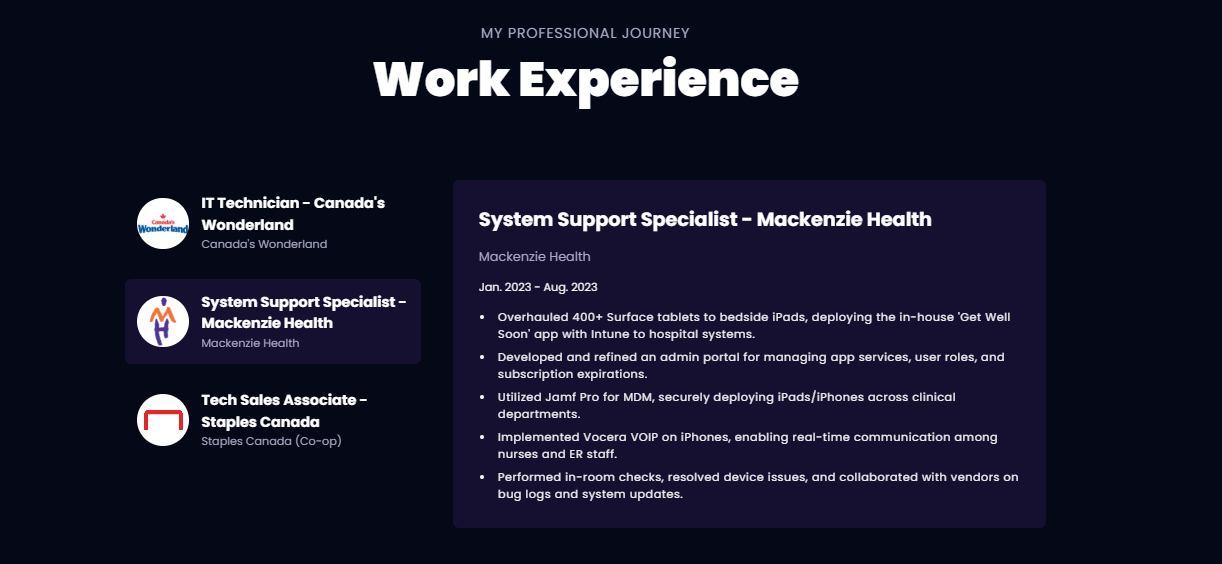 MY PROFESSIONAL JOURNEY
Work Experience
Canada's
Wonderland
IT Technician - Canada's
Wonderland
Canada's Wonderland
MH
System Support Specialist -
Mackenzie Health
Mackenzie Health
Tech Sales Associate -
Staples Canada
Staples Canada (Co-op)
System Support Specialist - Mackenzie Health
Mackenzie Health
Jan. 2023 - Aug. 2023
• Overhauled 400+ Surface tablets to bedside iPads, deploying the in-house 'Get Well
Soon' app with Intune to hospital systems.
• Developed and refined an admin portal for managing app services, user roles, and
subscription expirations.
• Utilized Jamf Pro for MDM, securely deploying iPads/iPhones across clinical
departments.
• Implemented Vocera VOIP on iPhones, enabling real-time communication among
nurses and ER staff.
• Performed in-room checks, resolved device issues, and collaborated with vendors on
bug logs and system updates.